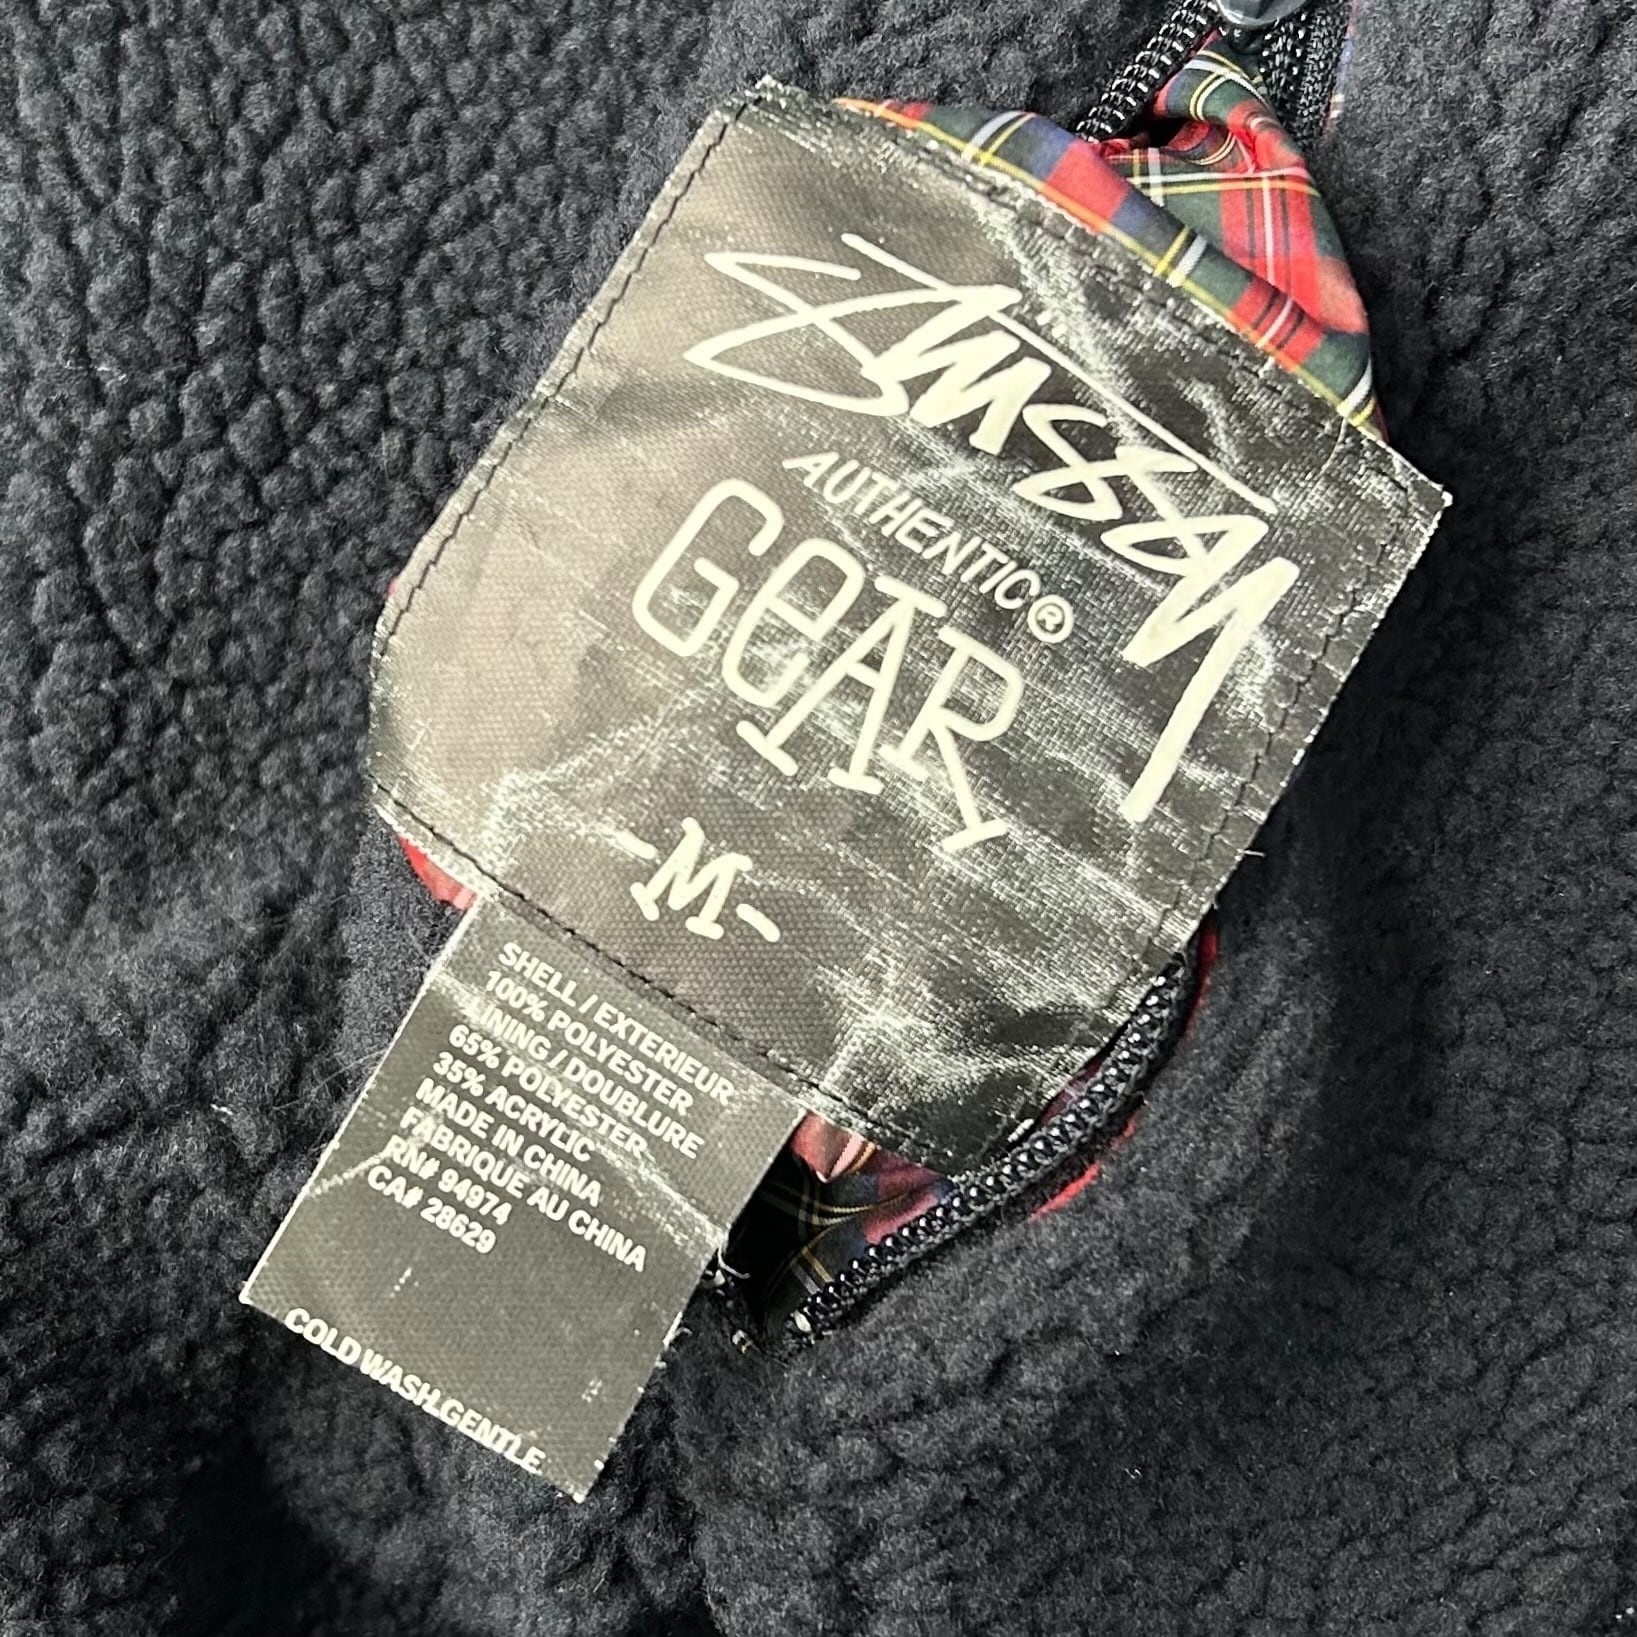 Stüssy
AUTHENTIC®
GEAR
-M-
SHELL / EXTERIEUR
100% POLYESTER
LINING / DOUBLURE
65% POLYESTER
35% ACRYLIC
MADE IN CHINA
FABRIQUE AU CHINA
RN# 94974
CA# 28629
COLD WASH.GENTLE